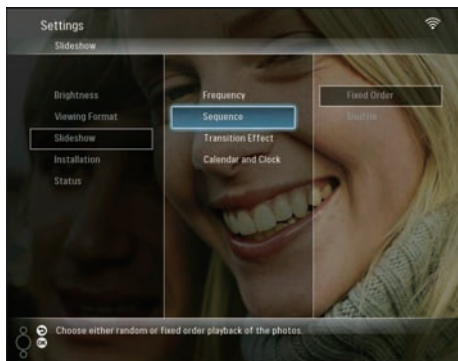 Settings
Slideshow
Brightness
Viewing Format
Slideshow
Installation
Status
Frequency
Sequence
Transition Effect
Calendar and Clock
Fixed Order
Shuffle
Choose either random or fixed order playback of the photos.
OK